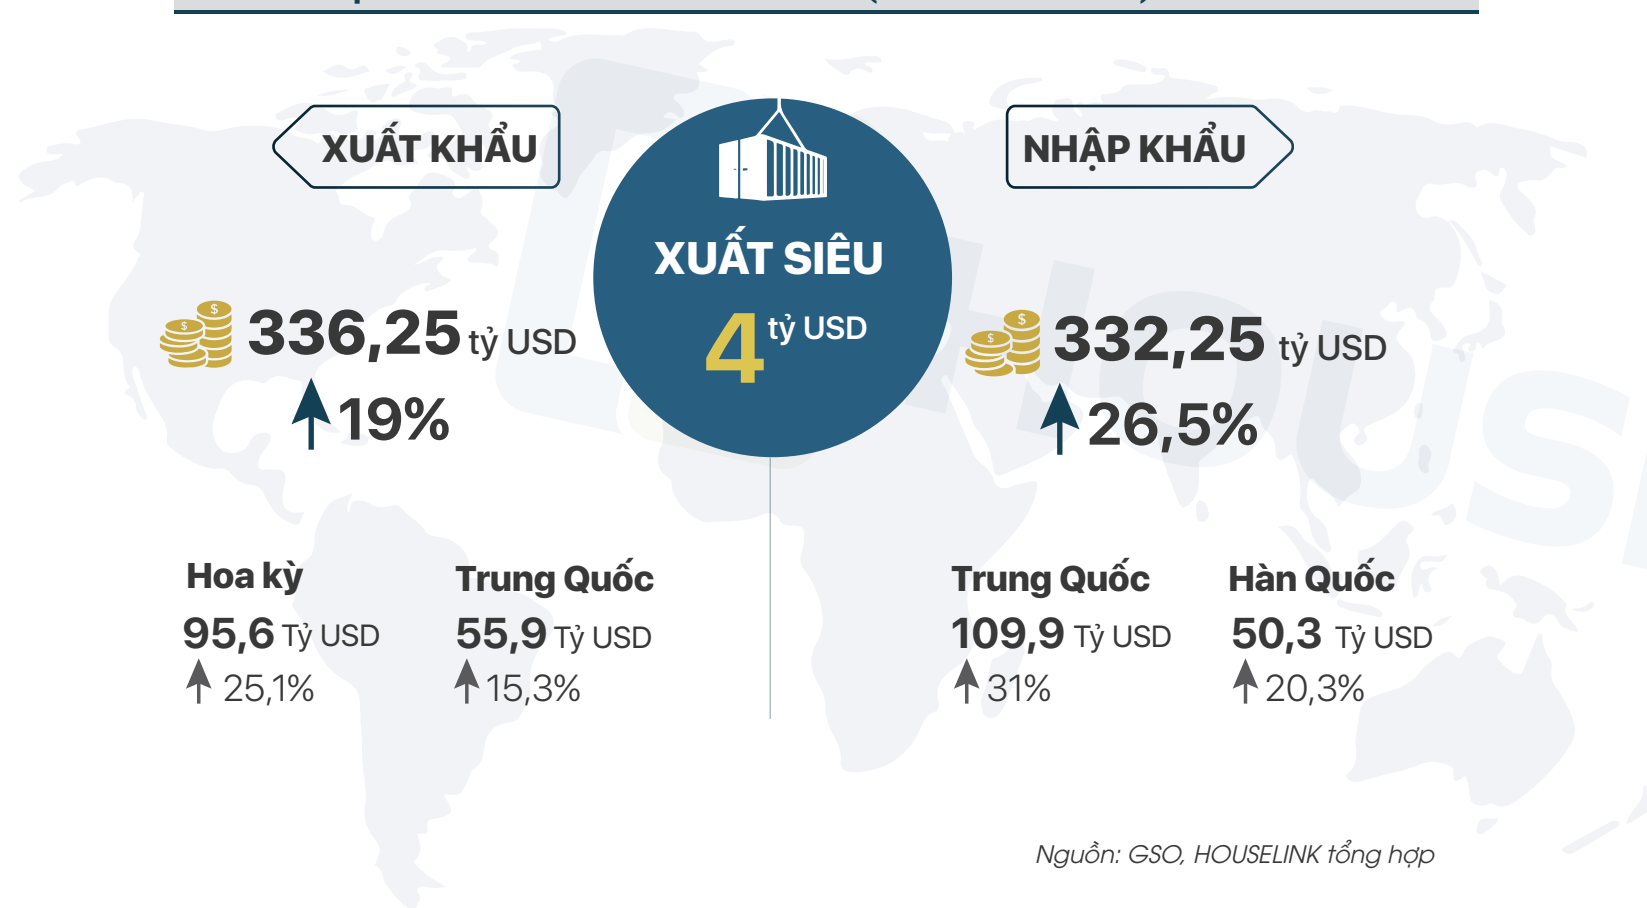 XUẤT KHẨU
336,25 tỷ USD
19%
Hoa kỳ
95,6 Tỷ USD
25,1%
Trung Quốc
55,9 Tỷ USD
15,3%
XUẤT SIÊU
4 tỷ USD
NHẬP KHẨU
332,25 tỷ USD
26,5%
Trung Quốc
109,9 Tỷ USD
31%
Hàn Quốc
50,3 Tỷ USD
20,3%
Nguồn: GSO, HOUSELINK tổng hợp